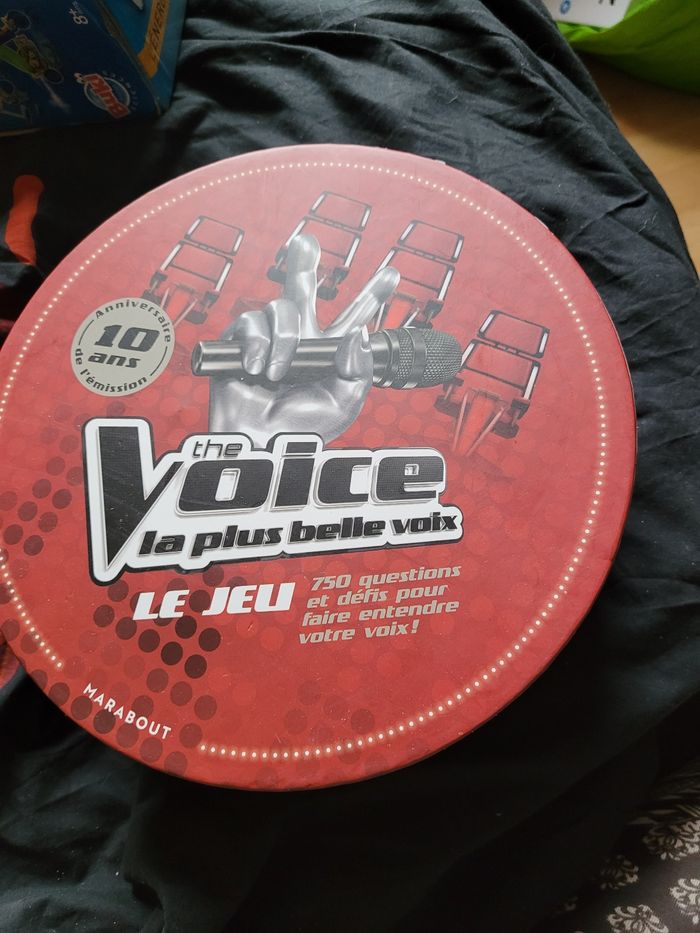 8+
Anniversaire
10
ans
de l'émission
the
Voice
la plus belle voix
LE JEU
750 questions
et défis pour
faire entendre
votre voix!
MARABOUT